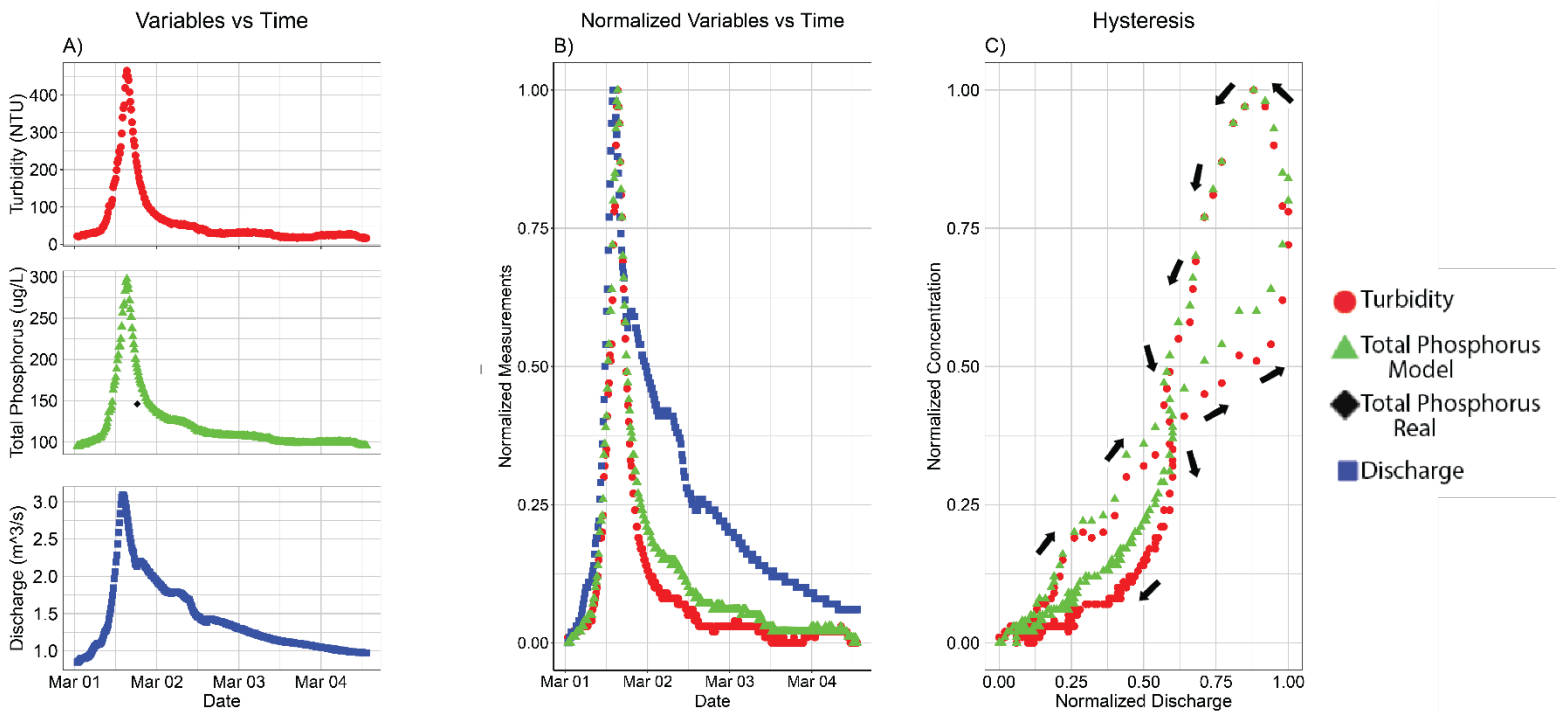 Variables vs Time
A)
Turbidity (NTU)
400
300
200
100
0
Total Phosphorus (ug/L)
300
250
200
150
100
Discharge (m^3/s)
3.0
2.5
2.0
1.5
1.0
Mar 01 Mar 02 Mar 03 Mar 04
Date
Normalized Variables vs Time
B)
Normalized Measurements
1.00
0.75
0.50
0.25
0.00
Mar 01 Mar 02 Mar 03 Mar 04
Date
Hysteresis
C)
Normalized Concentration
1.00
0.75
0.50
0.25
0.00
0.00 0.25 0.50 0.75 1.00
Normalized Discharge
Turbidity
Total Phosphorus
Model
Total Phosphorus
Real
Discharge